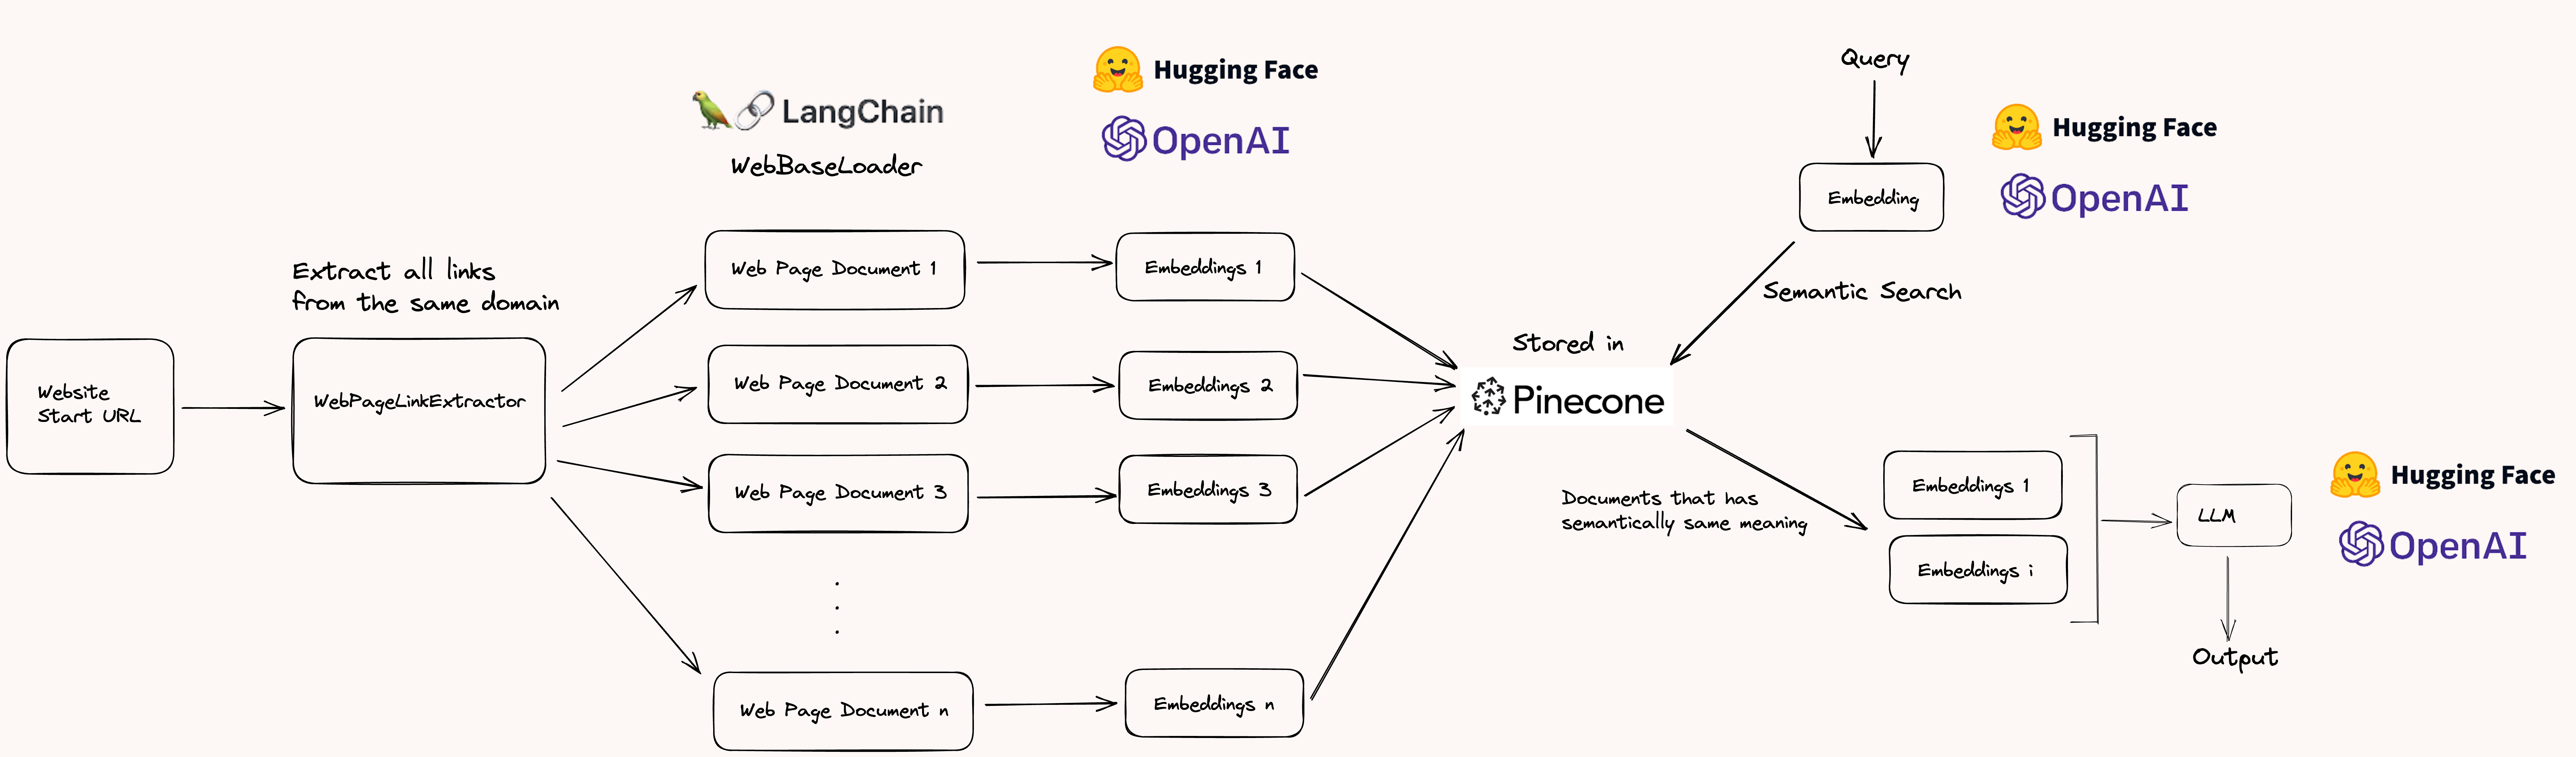 Website
Start URL
Extract all links
from the same domain
WebPageLinkExtractor
LangChain
WebBaseLoader
Web Page Document 1
Web Page Document 2
Web Page Document 3
.
.
.
Web Page Document n
Hugging Face
OpenAI
Embeddings 1
Embeddings 2
Embeddings 3
Embeddings n
Stored in
Pinecone
Query
Embedding
Hugging Face
OpenAI
Semantic Search
Documents that has
semantically same meaning
Embeddings 1
Embeddings i
LLM
Hugging Face
OpenAI
Output